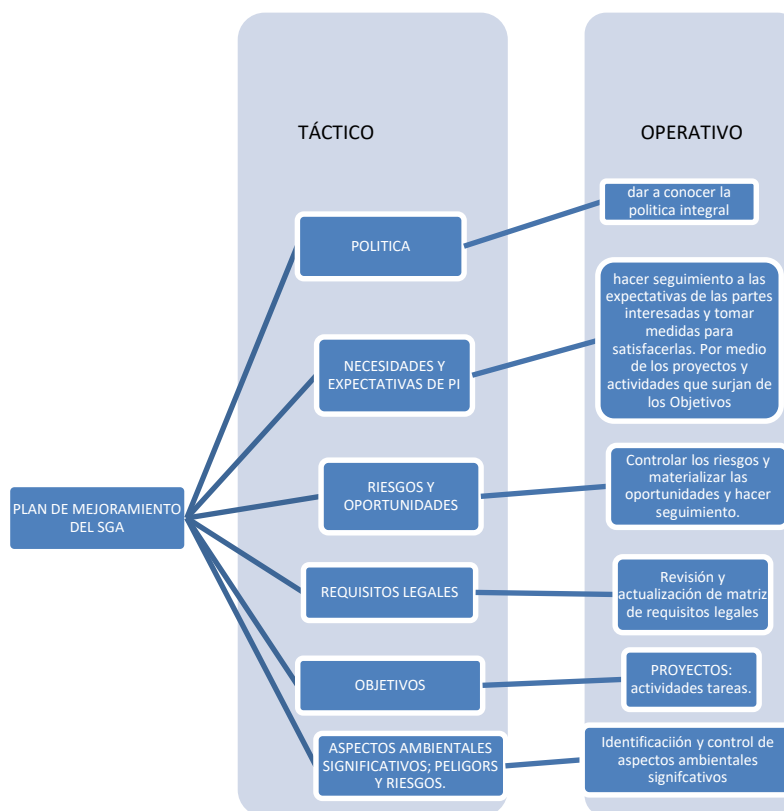 TÁCTICO
OPERATIVO
dar a conocer la
politica integral
POLITICA
hacer seguimiento a las
expectativas de las partes
interesadas y tomar
medidas para
satisfacerlas. Por medio
de los proyectos y
actividades que surjan de
los Objetivos
NECESIDADES Y
EXPECTATIVAS DE PI
Controlar los riesgos y
materializar las
oportunidades y hacer
seguimiento.
RIESGOS Y
OPORTUNIDADES
PLAN DE MEJORAMIENTO
DEL SGA
REQUISITOS LEGALES
Revisión y
actualización de matriz
de requisitos legales
OBJETIVOS
PROYECTOS:
actividades tareas.
ASPECTOS AMBIENTALES
SIGNIFICATIVOS; PELIGORS
Y RIESGOS.
Identificaciión y control de
aspectos ambientales
signifcativos